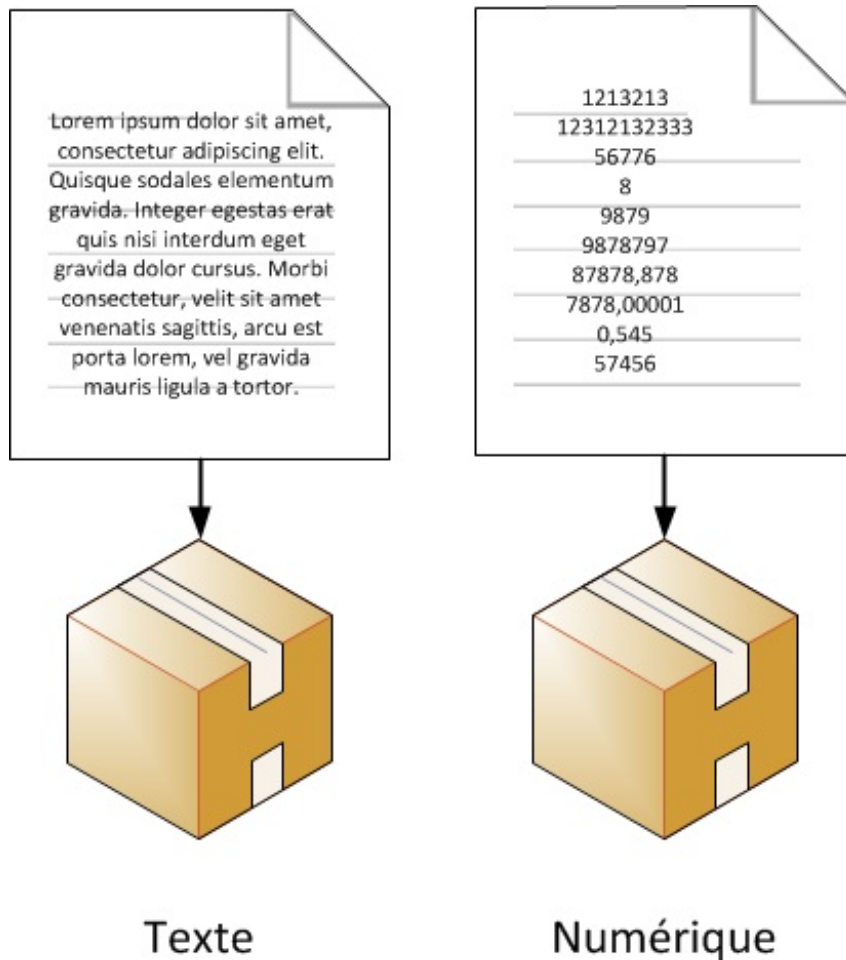 Lorem ipsum dolor sit amet,
consectetur adipiscing elit.
Quisque sodales elementum
gravida. Integer egestas erat
quis nisi interdum eget
gravida dolor cursus. Morbi
consectetur, velit sit amet
venenatis sagittis, arcu est
porta lorem, vel gravida
mauris ligula a tortor.
1213213
12312132333
56776
8
9879
9878797
87878,878
7878,00001
0,545
57456
Texte
Numérique